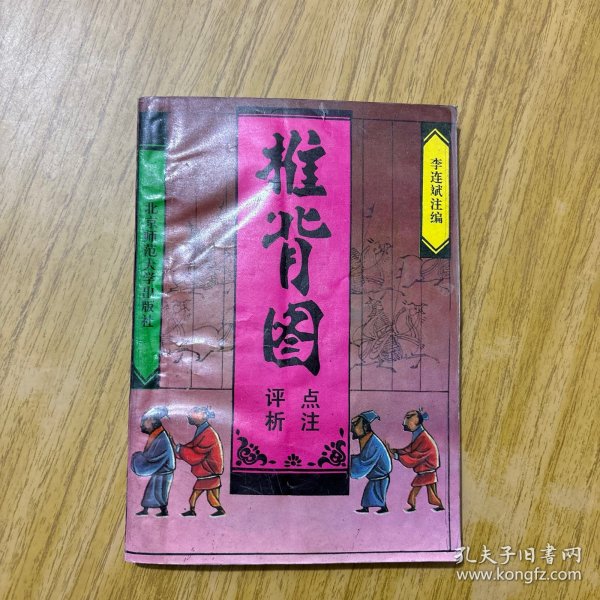 推背图
点注
评析
李连斌注编
北京师范大学出版社
孔夫子旧书网
www.kongfz.com